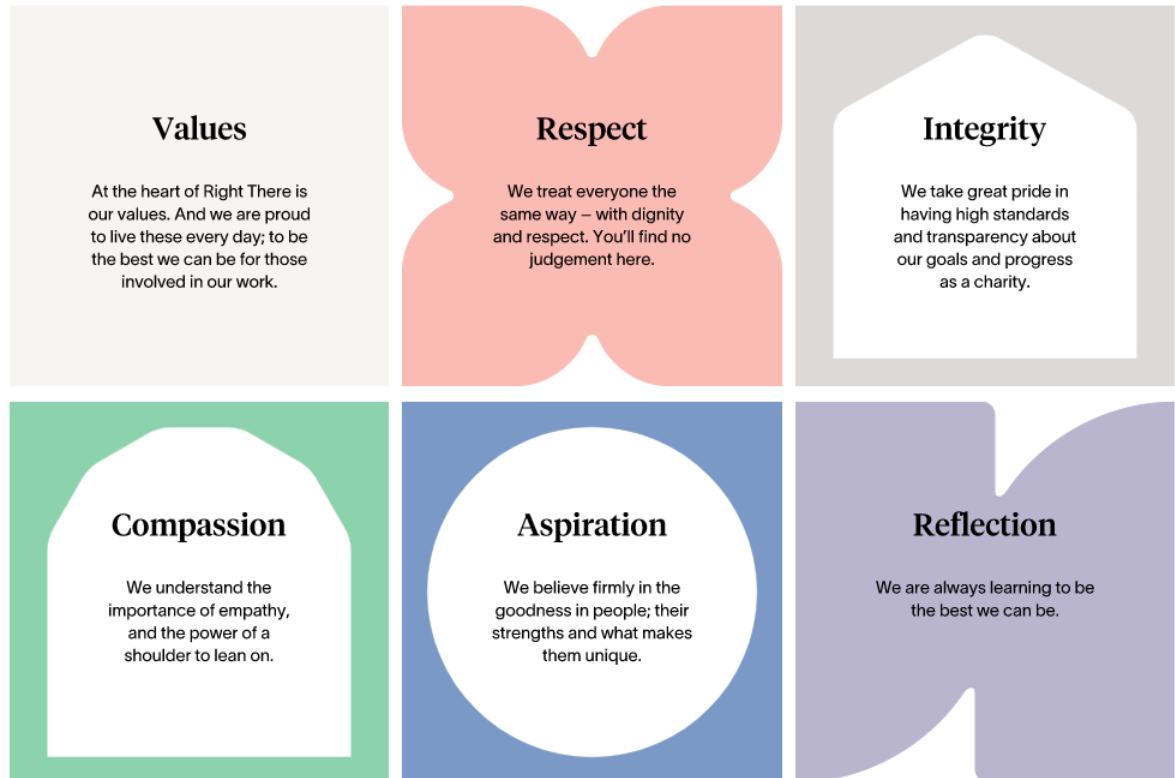 Values
At the heart of Right There is
our values. And we are proud
to live these every day; to be
the best we can be for those
involved in our work.
Respect
We treat everyone the
same way – with dignity
and respect. You’ll find no
judgement here.
Integrity
We take great pride in
having high standards
and transparency about
our goals and progress
as a charity.
Compassion
We understand the
importance of empathy,
and the power of a
shoulder to lean on.
Aspiration
We believe firmly in the
goodness in people; their
strengths and what makes
them unique.
Reflection
We are always learning to be
the best we can be.